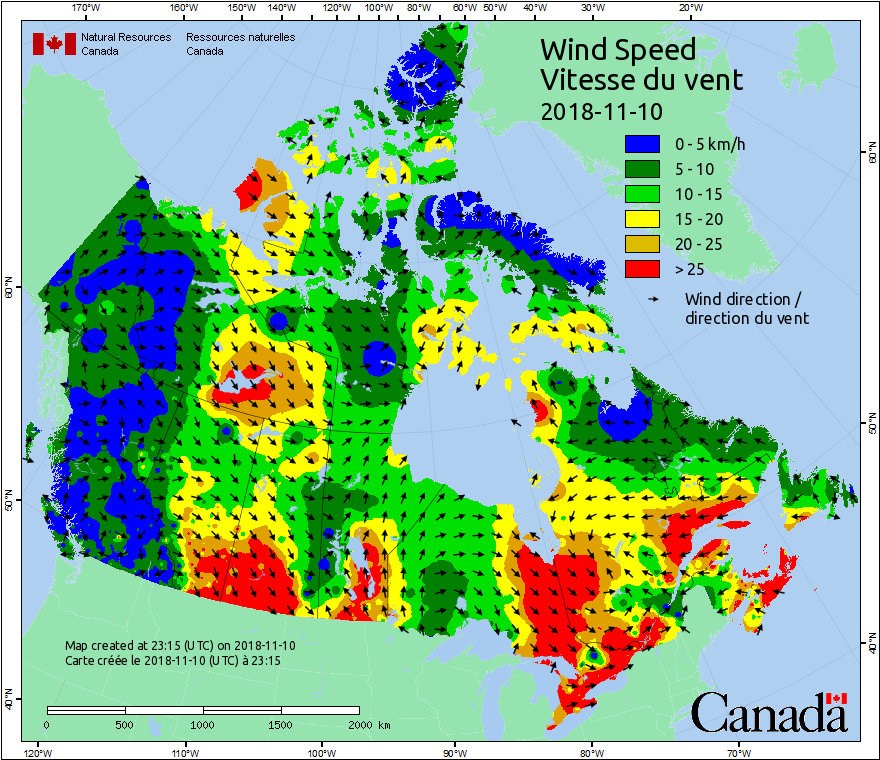 170°W 160°W 150°W 140°W 120°W 100°W 80°W 60°W 50°W 40°W 30°W 20°W
Natural Resources Ressources naturelles
Canada Canada
Wind Speed
Vitesse du vent
2018-11-10
0 - 5 km/h
5 - 10
10 - 15
15 - 20
20 - 25
> 25
Wind direction /
direction du vent
60°N
50°N
40°N
60°N
50°N
40°N
Map created at 23:15 (UTC) on 2018-11-10
Carte créée le 2018-11-10 (UTC) à 23:15
0 500 1000 1500 2000 km
Canada
120°W 110°W 100°W 90°W 80°W 70°W